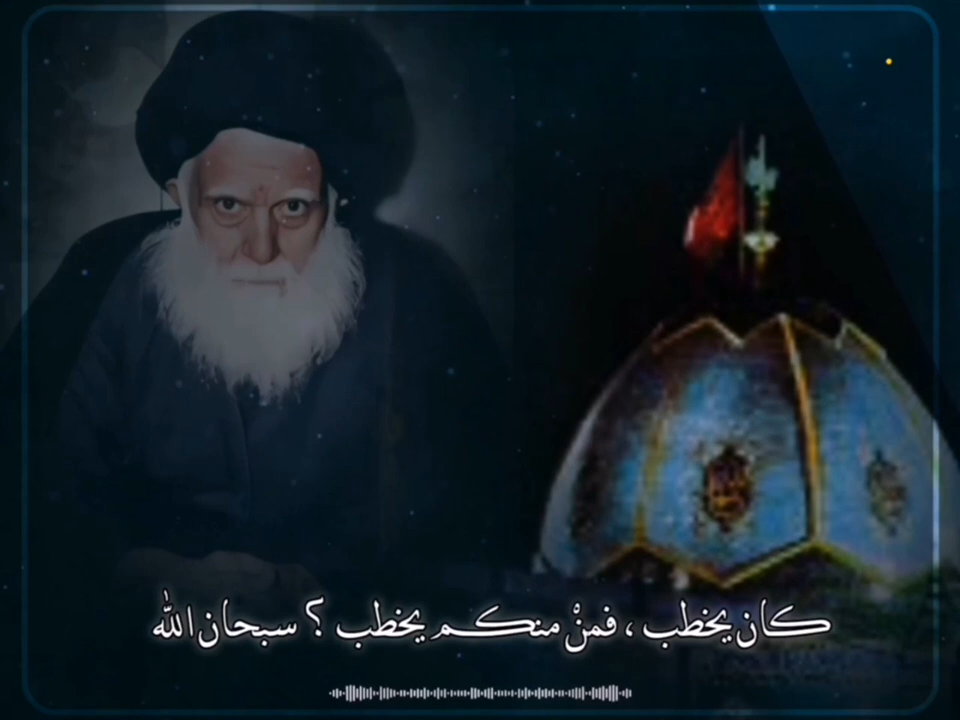 كان يخطب ، فمنْ منكم يخطب ؟ سبحان الله